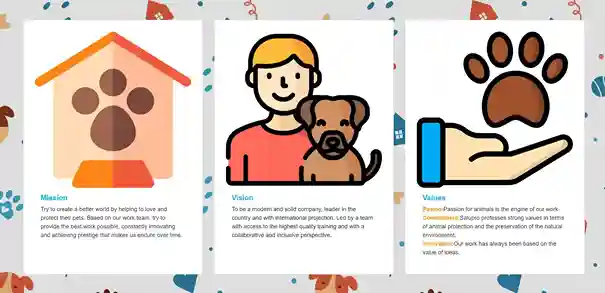 Mission
Try to create a better world by helping to love and
protect their pets. Based on our work team, try to
provide the best work possible, constantly innovating
and achieving prestige that makes us endure over time.
Vision
To be a modern and solid company, leader in the
country and with international projection. Led by a team
with access to the highest quality training and with a
collaborative and inclusive perspective.
Values
Passion:Passion for animals is the engine of our work.
Commitment: professes strong values in terms
of animal protection and the preservation of the natural
environment.
Innovation:Our work has always been based on the
value of ideas.